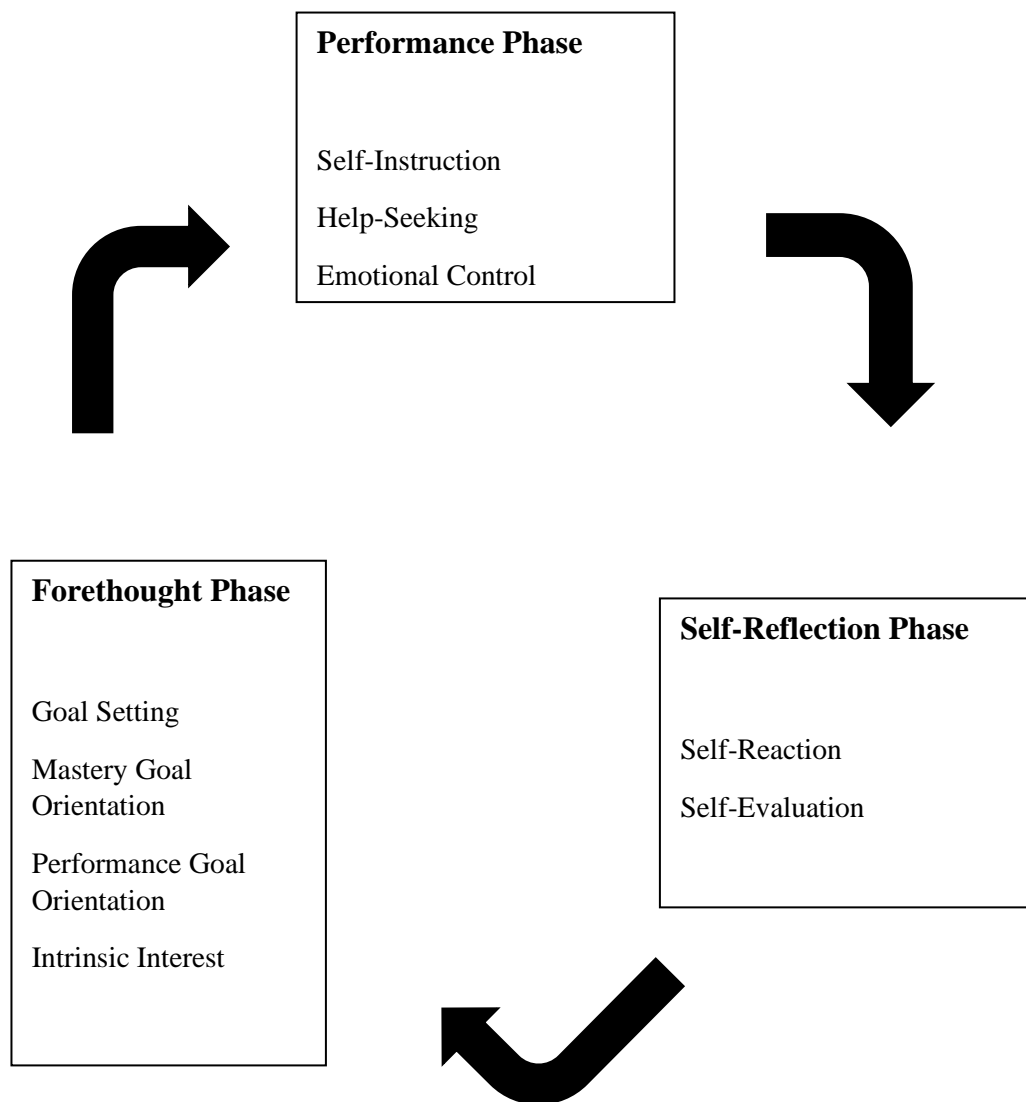 Performance Phase
Self-Instruction
Help-Seeking
Emotional Control
Forethought Phase
Goal Setting
Mastery Goal
Orientation
Performance Goal
Orientation
Intrinsic Interest
Self-Reflection Phase
Self-Reaction
Self-Evaluation